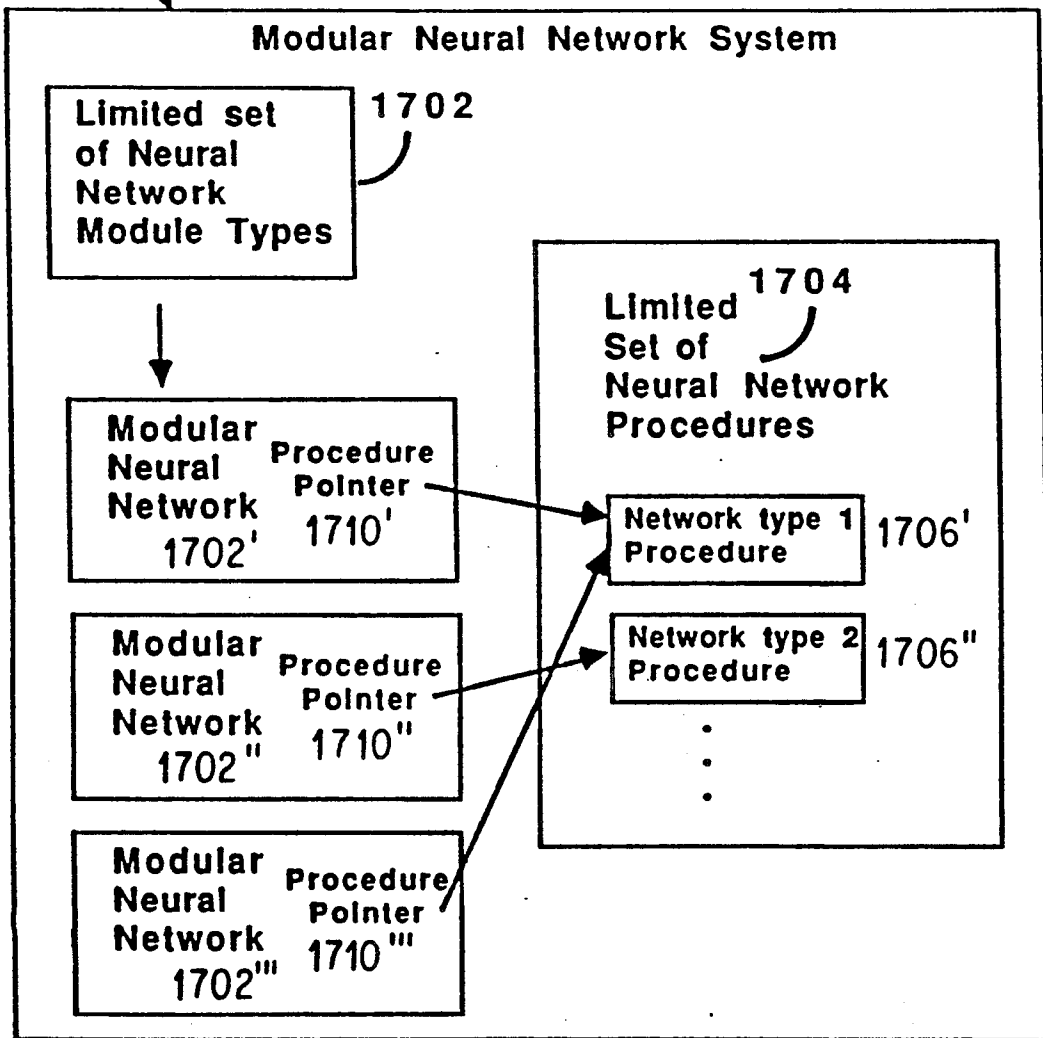 Modular Neural Network System
Limited set
of Neural
Network
Module Types
1702
1704
Limited
Set of
Neural Network
Procedures
Modular
Neural
Network
1702'
Procedure
Pointer
1710'
Network type 1
Procedure
1706'
Modular
Neural
Network
1702"
Procedure
Pointer
1710"
Network type 2
Procedure
1706"
Modular
Neural
Network
1702'''
Procedure
Pointer
1710'''